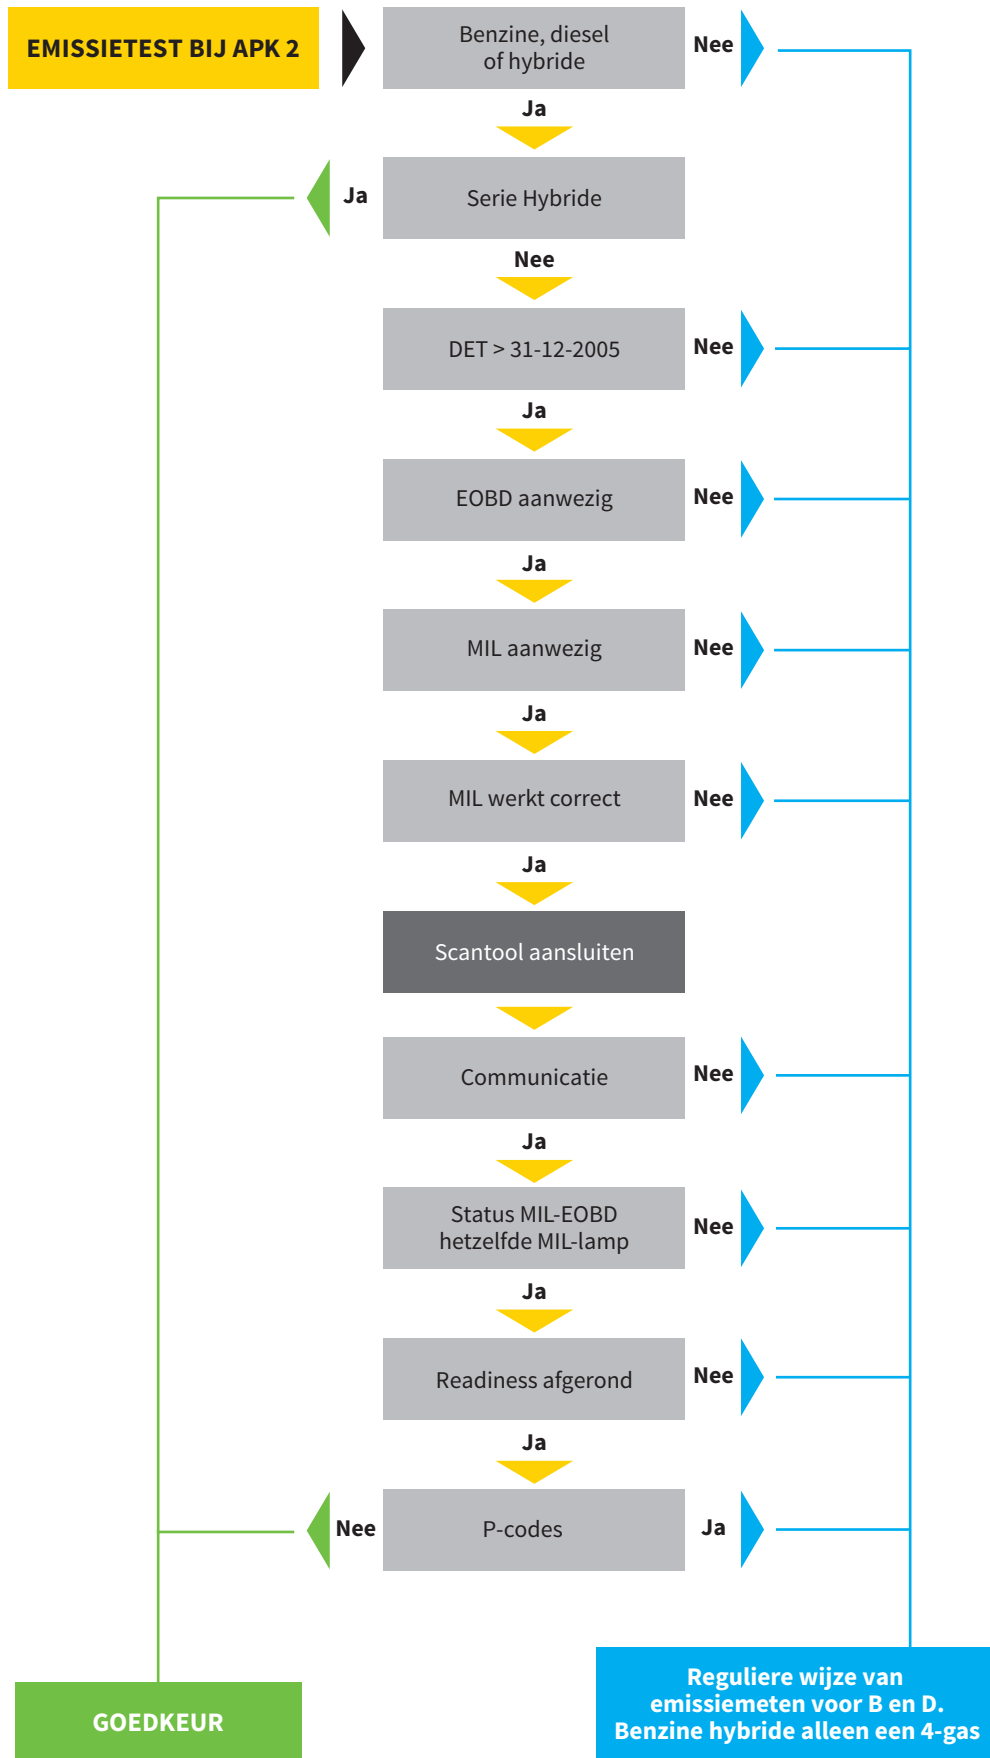 EMISSIETEST BIJ APK 2
Benzine, diesel
of hybride
Nee
Ja
Ja
Serie Hybride
Nee
DET > 31-12-2005
Nee
Ja
EOBD aanwezig
Nee
Ja
MIL aanwezig
Nee
Ja
MIL werkt correct
Nee
Ja
Scantool aansluiten
Communicatie
Nee
Ja
Status MIL-EOBD
hetzelfde MIL-lamp
Nee
Ja
Readiness afgerond
Nee
Ja
Nee
P-codes
Ja
GOEDKEUR
Reguliere wijze van
emissiemeten voor B en D.
Benzine hybride alleen een 4-gas